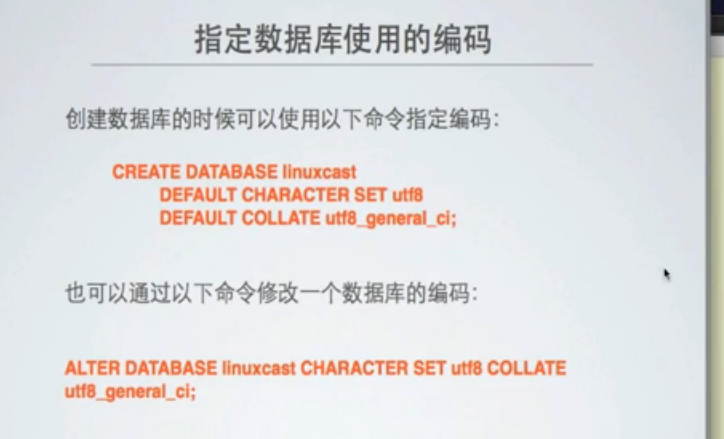 指定数据库使用的编码
创建数据库的时候可以使用以下命令指定编码：
CREATE DATABASE linuxcast
DEFAULT CHARACTER SET utf8
DEFAULT COLLATE utf8_general_ci;
也可以通过以下命令修改一个数据库的编码：
ALTER DATABASE linuxcast CHARACTER SET utf8 COLLATE
utf8_general_ci;